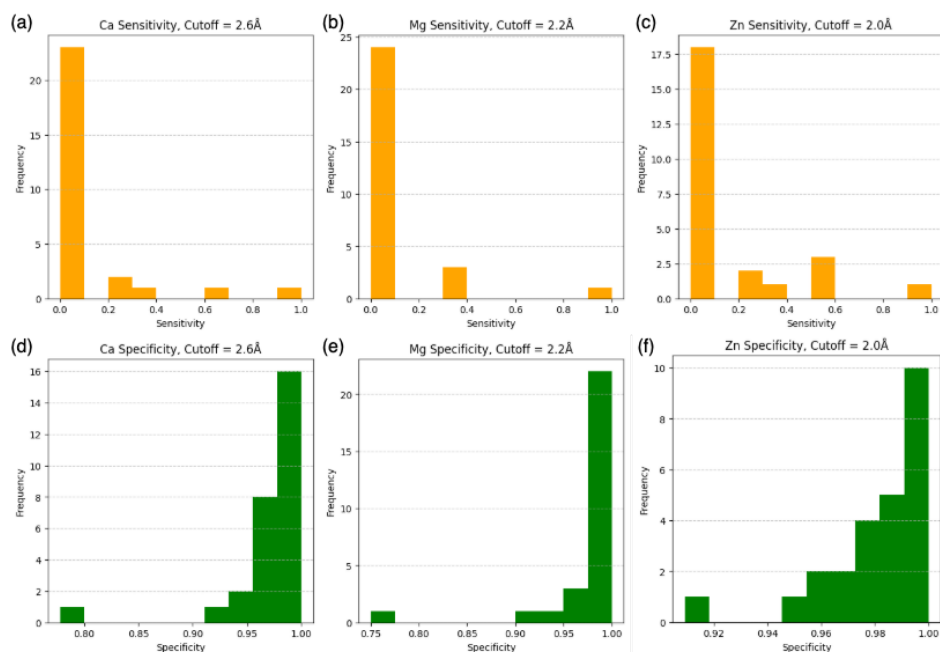 (a) Ca Sensitivity, Cutoff = 2.6Å
Frequency
20
15
10
5
0
0.0 0.2 0.4 0.6 0.8 1.0
Sensitivity
(b) Mg Sensitivity, Cutoff = 2.2Å
Frequency
25
20
15
10
5
0
0.0 0.2 0.4 0.6 0.8 1.0
Sensitivity
(c) Zn Sensitivity, Cutoff = 2.0Å
Frequency
17.5
15.0
12.5
10.0
7.5
5.0
2.5
0.0
0.0 0.2 0.4 0.6 0.8 1.0
Sensitivity
(d) Ca Specificity, Cutoff = 2.6Å
Frequency
16
14
12
10
8
6
4
2
0
0.80 0.85 0.90 0.95 1.00
Specificity
(e) Mg Specificity, Cutoff = 2.2Å
Frequency
20
15
10
5
0
0.75 0.80 0.85 0.90 0.95 1.00
Specificity
(f) Zn Specificity, Cutoff = 2.0Å
Frequency
10
8
6
4
2
0
0.92 0.94 0.96 0.98 1.00
Specificity